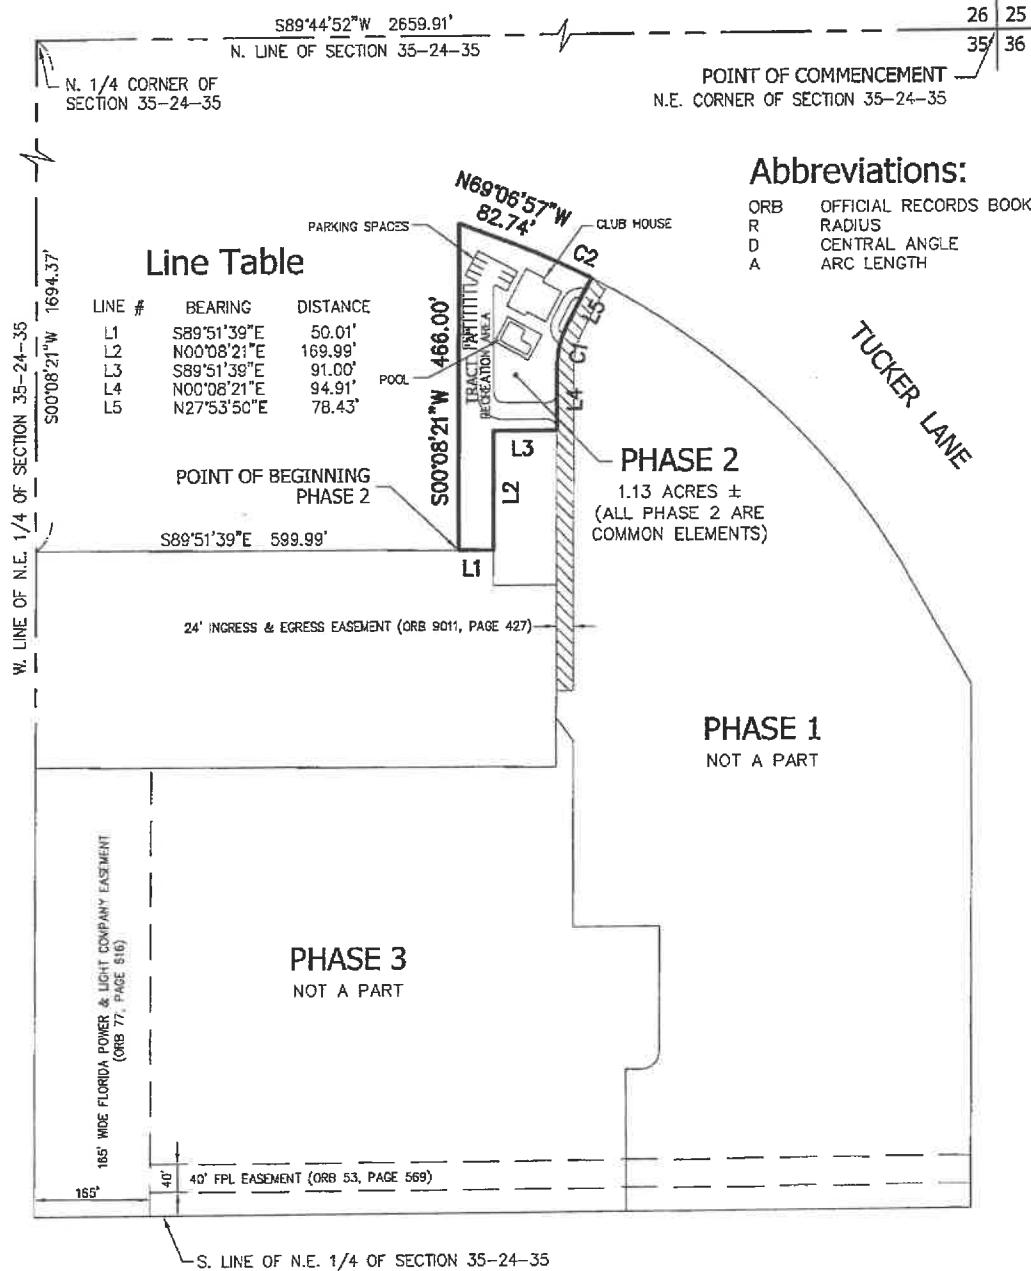 S89°44'52"W 2659.91'
N. LINE OF SECTION 35-24-35
26 25
35 36
N. 1/4 CORNER OF
SECTION 35-24-35
POINT OF COMMENCEMENT
N.E. CORNER OF SECTION 35-24-35
Abbreviations:
ORB OFFICIAL RECORDS BOOK
R RADIUS
D CENTRAL ANGLE
A ARC LENGTH
N69°06'57"W
82.74'
PARKING SPACES
CLUB HOUSE
C2
Line Table
LINE # BEARING DISTANCE
L1 S89°51'39"E 50.01'
L2 N00°08'21"E 169.99'
L3 S89°51'39"E 91.00'
L4 N00°08'21"E 94.91'
L5 N27°53'50"E 78.43'
W. LINE OF N.E. 1/4 OF SECTION 35-24-35
S00°08'21"W 1694.37'
S00°08'21"W 466.00'
TRACT "A"
RECREATION AREA
POOL
L5
C1
L4
L3
L2
L1
TUCKER LANE
POINT OF BEGINNING
PHASE 2
PHASE 2
1.13 ACRES ±
(ALL PHASE 2 ARE
COMMON ELEMENTS)
S89°51'39"E 599.99'
24' INGRESS & EGRESS EASEMENT (ORB 9011, PAGE 427)
PHASE 1
NOT A PART
PHASE 3
NOT A PART
165' WIDE FLORIDA POWER & LIGHT COMPANY EASEMENT
(ORB 77, PAGE 516)
165'
40'
40' FPL EASEMENT (ORB 53, PAGE 569)
S. LINE OF N.E. 1/4 OF SECTION 35-24-35